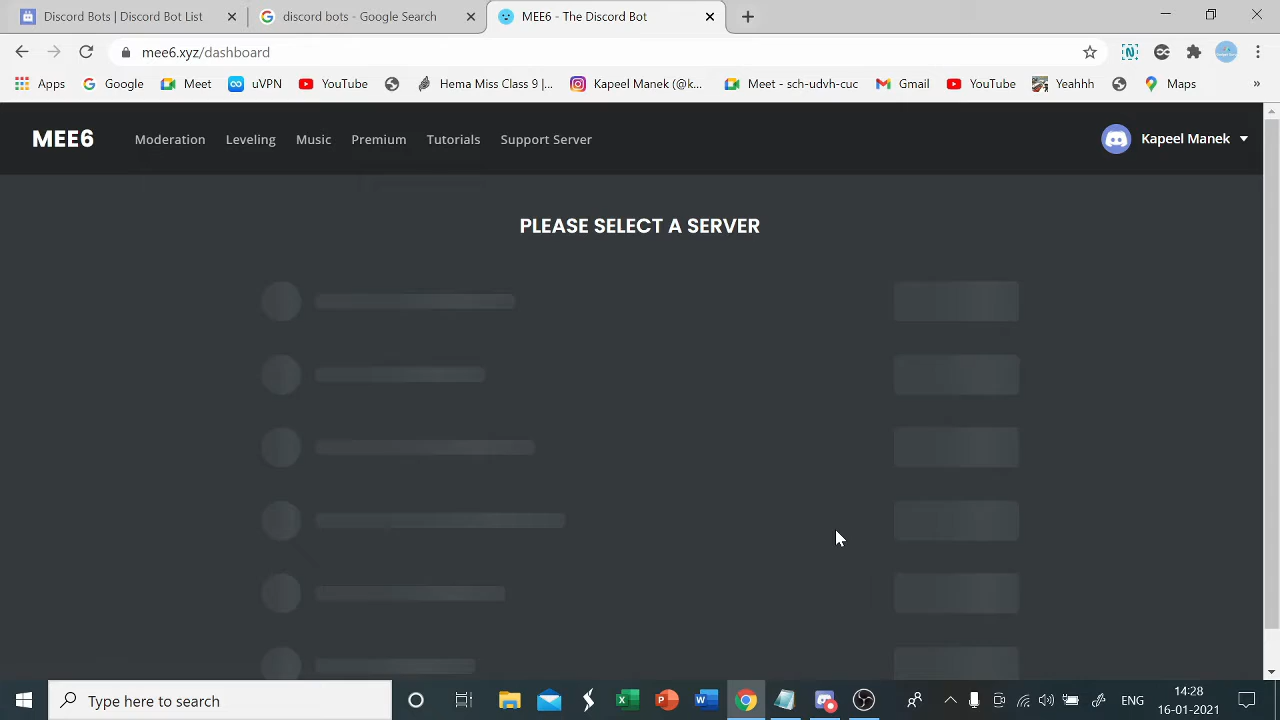 Discord Bots | Discord Bot List
discord bots - Google Search
MEE6 - The Discord Bot
mee6.xyz/dashboard
Apps
Google
Meet
uVPN
YouTube
Hema Miss Class 9 |...
Kapeel Manek (@k...
Meet - sch-udvh-cuc
Gmail
YouTube
Yeahhh
Maps
»
MEE6
Moderation
Leveling
Music
Premium
Tutorials
Support Server
Kapeel Manek
PLEASE SELECT A SERVER
Type here to search
ENG
14:28
16-01-2021